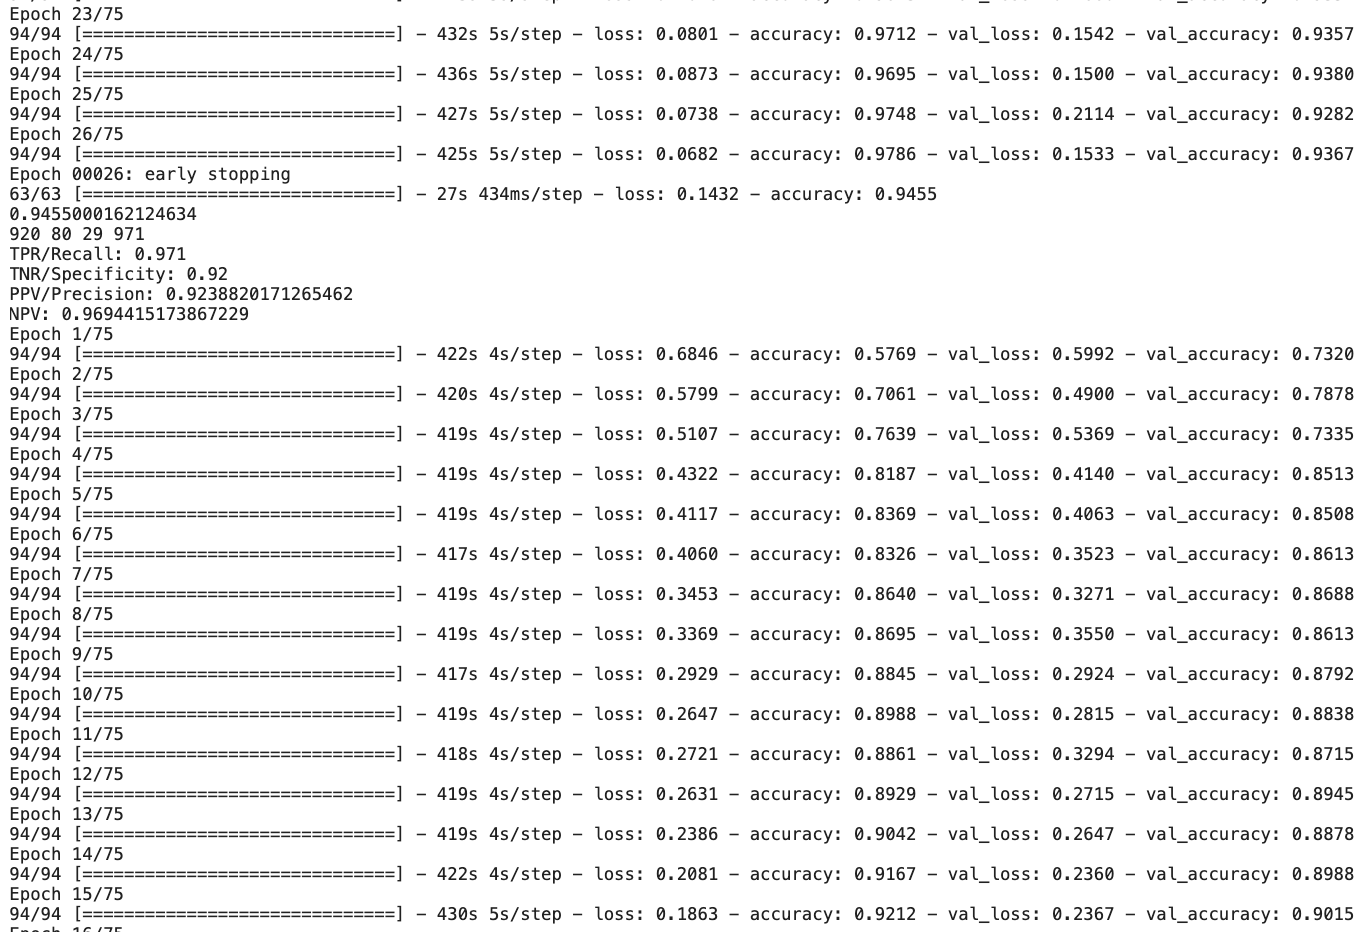 Epoch 23/75
94/94 [==============================] – 432s 5s/step – loss: 0.0801 – accuracy: 0.9712 – val_loss: 0.1542 – val_accuracy: 0.9357
Epoch 24/75
94/94 [==============================] – 436s 5s/step – loss: 0.0873 – accuracy: 0.9695 – val_loss: 0.1500 – val_accuracy: 0.9380
Epoch 25/75
94/94 [==============================] – 427s 5s/step – loss: 0.0738 – accuracy: 0.9748 – val_loss: 0.2114 – val_accuracy: 0.9282
Epoch 26/75
94/94 [==============================] – 425s 5s/step – loss: 0.0682 – accuracy: 0.9786 – val_loss: 0.1533 – val_accuracy: 0.9367
Epoch 00026: early stopping
63/63 [==============================] – 27s 434ms/step – loss: 0.1432 – accuracy: 0.9455
0.9455000162124634
920 80 29 971
TPR/Recall: 0.971
TNR/Specificity: 0.92
PPV/Precision: 0.9238820171265462
NPV: 0.9694415173867229
Epoch 1/75
94/94 [==============================] – 422s 4s/step – loss: 0.6846 – accuracy: 0.5769 – val_loss: 0.5992 – val_accuracy: 0.7320
Epoch 2/75
94/94 [==============================] – 420s 4s/step – loss: 0.5799 – accuracy: 0.7061 – val_loss: 0.4900 – val_accuracy: 0.7878
Epoch 3/75
94/94 [==============================] – 419s 4s/step – loss: 0.5107 – accuracy: 0.7639 – val_loss: 0.5369 – val_accuracy: 0.7335
Epoch 4/75
94/94 [==============================] – 419s 4s/step – loss: 0.4322 – accuracy: 0.8187 – val_loss: 0.4140 – val_accuracy: 0.8513
Epoch 5/75
94/94 [==============================] – 419s 4s/step – loss: 0.4117 – accuracy: 0.8369 – val_loss: 0.4063 – val_accuracy: 0.8508
Epoch 6/75
94/94 [==============================] – 417s 4s/step – loss: 0.4060 – accuracy: 0.8326 – val_loss: 0.3523 – val_accuracy: 0.8613
Epoch 7/75
94/94 [==============================] – 419s 4s/step – loss: 0.3453 – accuracy: 0.8640 – val_loss: 0.3271 – val_accuracy: 0.8688
Epoch 8/75
94/94 [==============================] – 419s 4s/step – loss: 0.3369 – accuracy: 0.8695 – val_loss: 0.3550 – val_accuracy: 0.8613
Epoch 9/75
94/94 [==============================] – 417s 4s/step – loss: 0.2929 – accuracy: 0.8845 – val_loss: 0.2924 – val_accuracy: 0.8792
Epoch 10/75
94/94 [==============================] – 419s 4s/step – loss: 0.2647 – accuracy: 0.8988 – val_loss: 0.2815 – val_accuracy: 0.8838
Epoch 11/75
94/94 [==============================] – 418s 4s/step – loss: 0.2721 – accuracy: 0.8861 – val_loss: 0.3294 – val_accuracy: 0.8715
Epoch 12/75
94/94 [==============================] – 419s 4s/step – loss: 0.2631 – accuracy: 0.8929 – val_loss: 0.2715 – val_accuracy: 0.8945
Epoch 13/75
94/94 [==============================] – 419s 4s/step – loss: 0.2386 – accuracy: 0.9042 – val_loss: 0.2647 – val_accuracy: 0.8878
Epoch 14/75
94/94 [==============================] – 422s 4s/step – loss: 0.2081 – accuracy: 0.9167 – val_loss: 0.2360 – val_accuracy: 0.8988
Epoch 15/75
94/94 [==============================] – 430s 5s/step – loss: 0.1863 – accuracy: 0.9212 – val_loss: 0.2367 – val_accuracy: 0.9015
Epoch 16/75